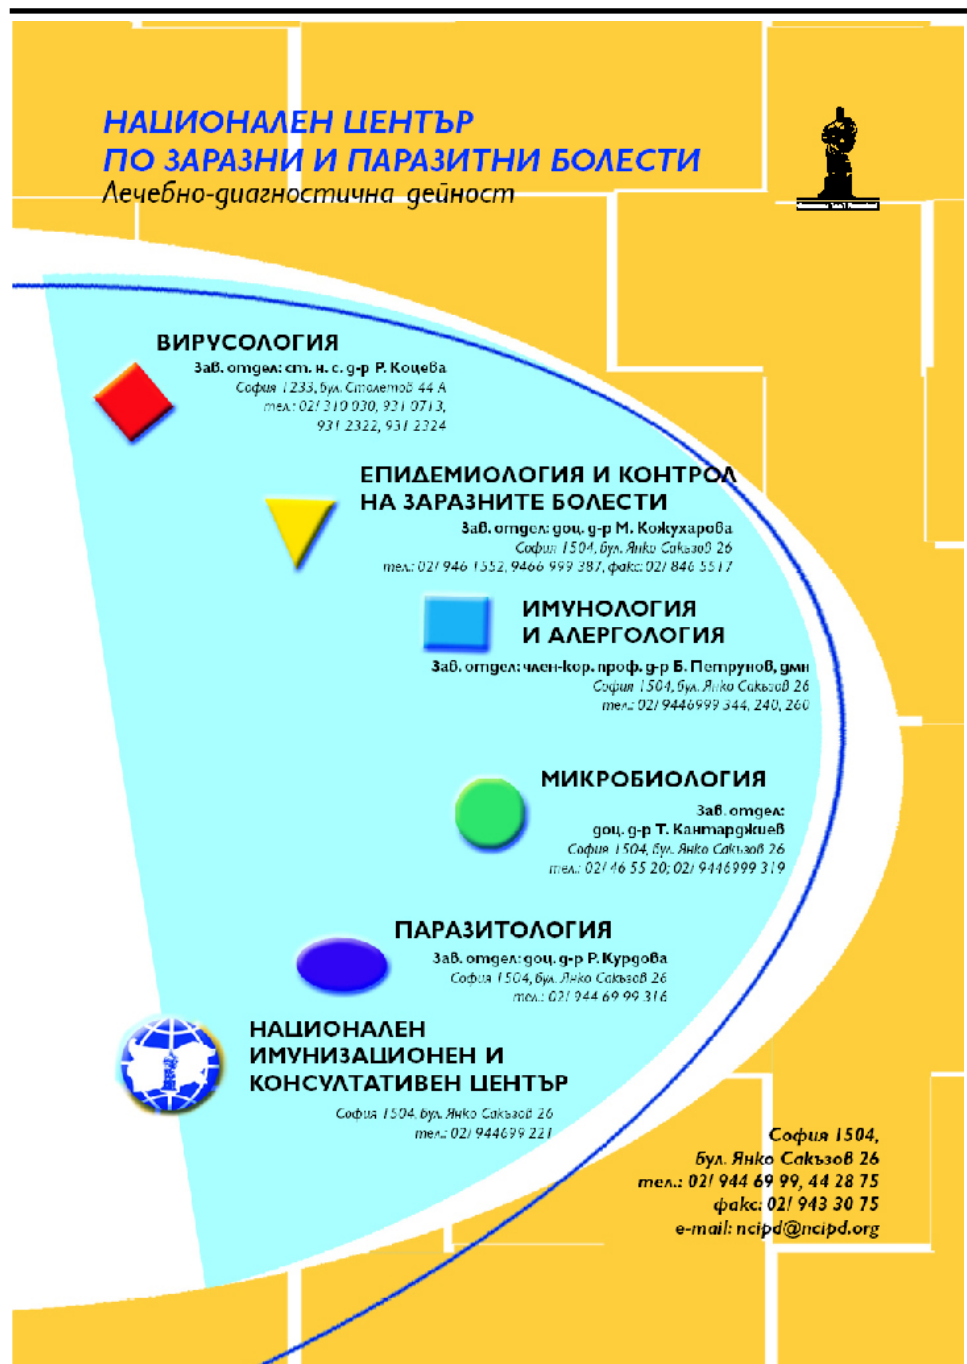 НАЦИОНАЛЕН ЦЕНТЪР
ПО ЗАРАЗНИ И ПАРАЗИТНИ БОЛЕСТИ
Лечебно-диагностична дейност
ВИРУСОЛОГИЯ
Зав. отдел: ст. н. с. д-р Р. Коцева
София 1233, бул. Столетов 44 А
тел.: 02/ 310 030, 931 0713,
931 2322, 931 2324
ЕПИДЕМИОЛОГИЯ И КОНТРОЛ
НА ЗАРАЗНИТЕ БОЛЕСТИ
Зав. отдел: доц. д-р М. Кожухарова
София 1504, бул. Янко Сакъзов 26
тел.: 02/ 946 1552, 9466 999 387, факс: 02/ 846 5517
ИМУНОЛОГИЯ
И АЛЕРГОЛОГИЯ
Зав. отдел: член-кор. проф. д-р Б. Петрунов, дмн
София 1504, бул. Янко Сакъзов 26
тел.: 02/ 9446999 344, 240, 260
МИКРОБИОЛОГИЯ
Зав. отдел:
доц. д-р Т. Кантарджиев
София 1504, бул. Янко Сакъзов 26
тел.: 02/ 46 55 20; 02/ 9446999 319
ПАРАЗИТОЛОГИЯ
Зав. отдел: доц. д-р Р. Курдова
София 1504, бул. Янко Сакъзов 26
тел.: 02/ 944 69 99 316
НАЦИОНАЛЕН
ИМУНИЗАЦИОНЕН И
КОНСУЛТАТИВЕН ЦЕНТЪР
София 1504, бул. Янко Сакъзов 26
тел.: 02/ 944699 221
София 1504,
бул. Янко Сакъзов 26
тел.: 02/ 944 69 99, 44 28 75
факс: 02/ 943 30 75
e-mail: ncipd@ncipd.org